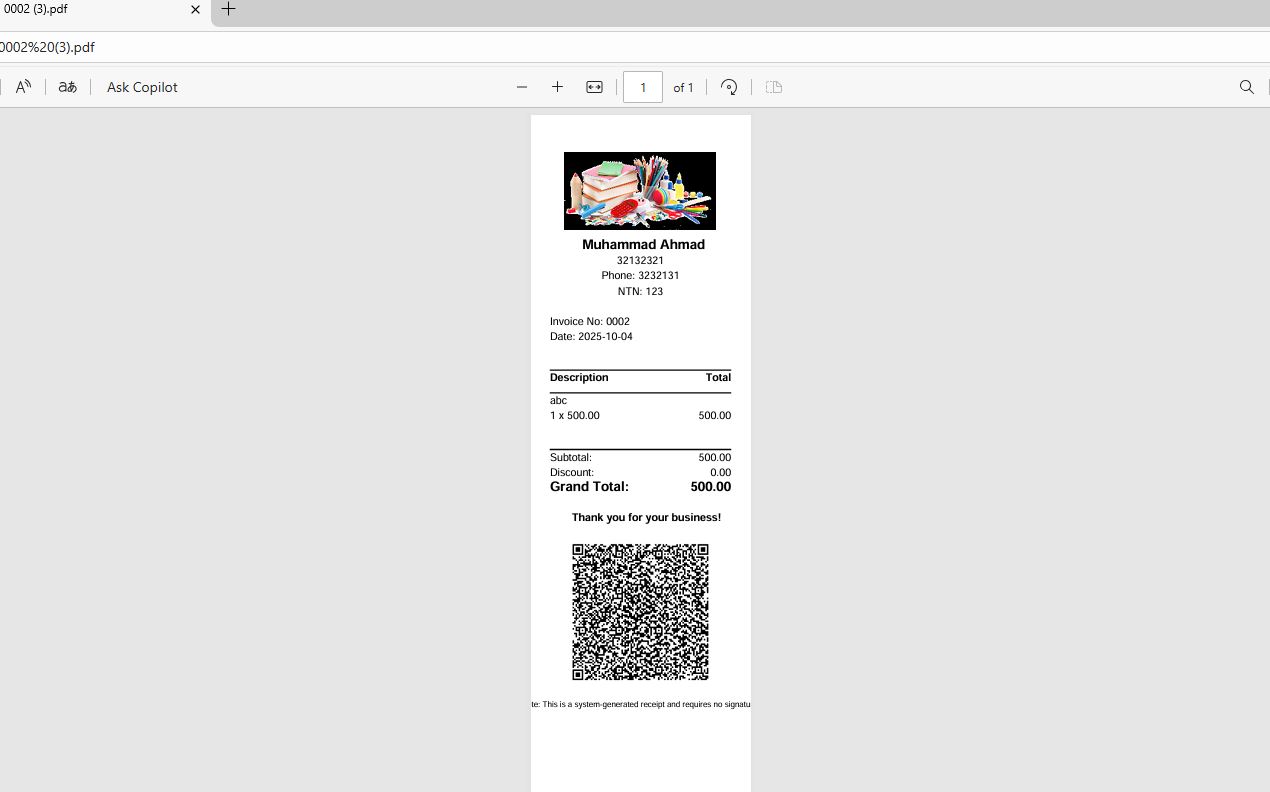 0002 (3).pdf
0002%20(3).pdf
Ask Copilot
1 of 1
Muhammad Ahmad
32132321
Phone: 3232131
NTN: 123
Invoice No: 0002
Date: 2025-10-04
Description Total
abc
1 x 500.00 500.00
Subtotal: 500.00
Discount: 0.00
Grand Total: 500.00
Thank you for your business!
te: This is a system-generated receipt and requires no signatu